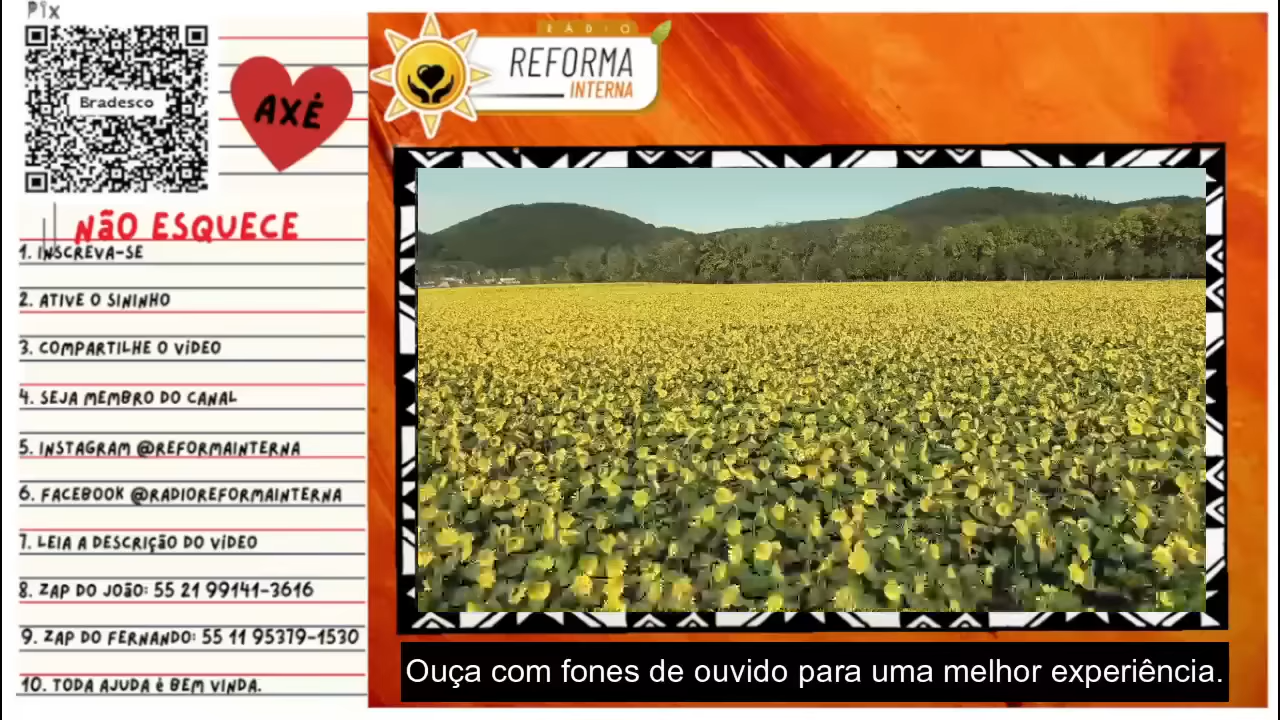 Pix
Bradesco
AXÉ
NÃO ESQUECE
1. INSCREVA-SE
2. ATIVE O SININHO
3. COMPARTILHE O VÍDEO
4. SEJA MEMBRO DO CANAL
5. INSTAGRAM @REFORMAINTERNA
6. FACEBOOK @RADIOREFORMAINTERNA
7. LEIA A DESCRIÇÃO DO VÍDEO
8. ZAP DO JOÃO: 55 21 99141-3616
9. ZAP DO FERNANDO: 55 11 95379-1530
10. TODA AJUDA É BEM VINDA.
RÁDIO
REFORMA
INTERNA
Ouça com fones de ouvido para uma melhor experiência.